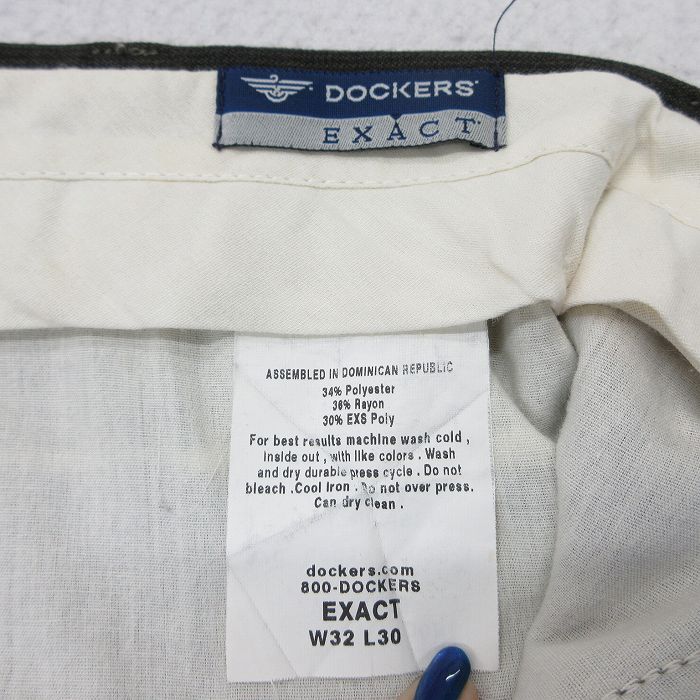 DOCKERS
EXACT
ASSEMBLED IN DOMINICAN REPUBLIC
34% Polyester
36% Rayon
30% EXS Poly
For best results machine wash cold ,
inside out , with like colors . Wash
and dry durable press cycle . Do not
bleach .Cool Iron . Do not over press.
Can dry clean .
dockers.com
800-DOCKERS
EXACT
W32 L30